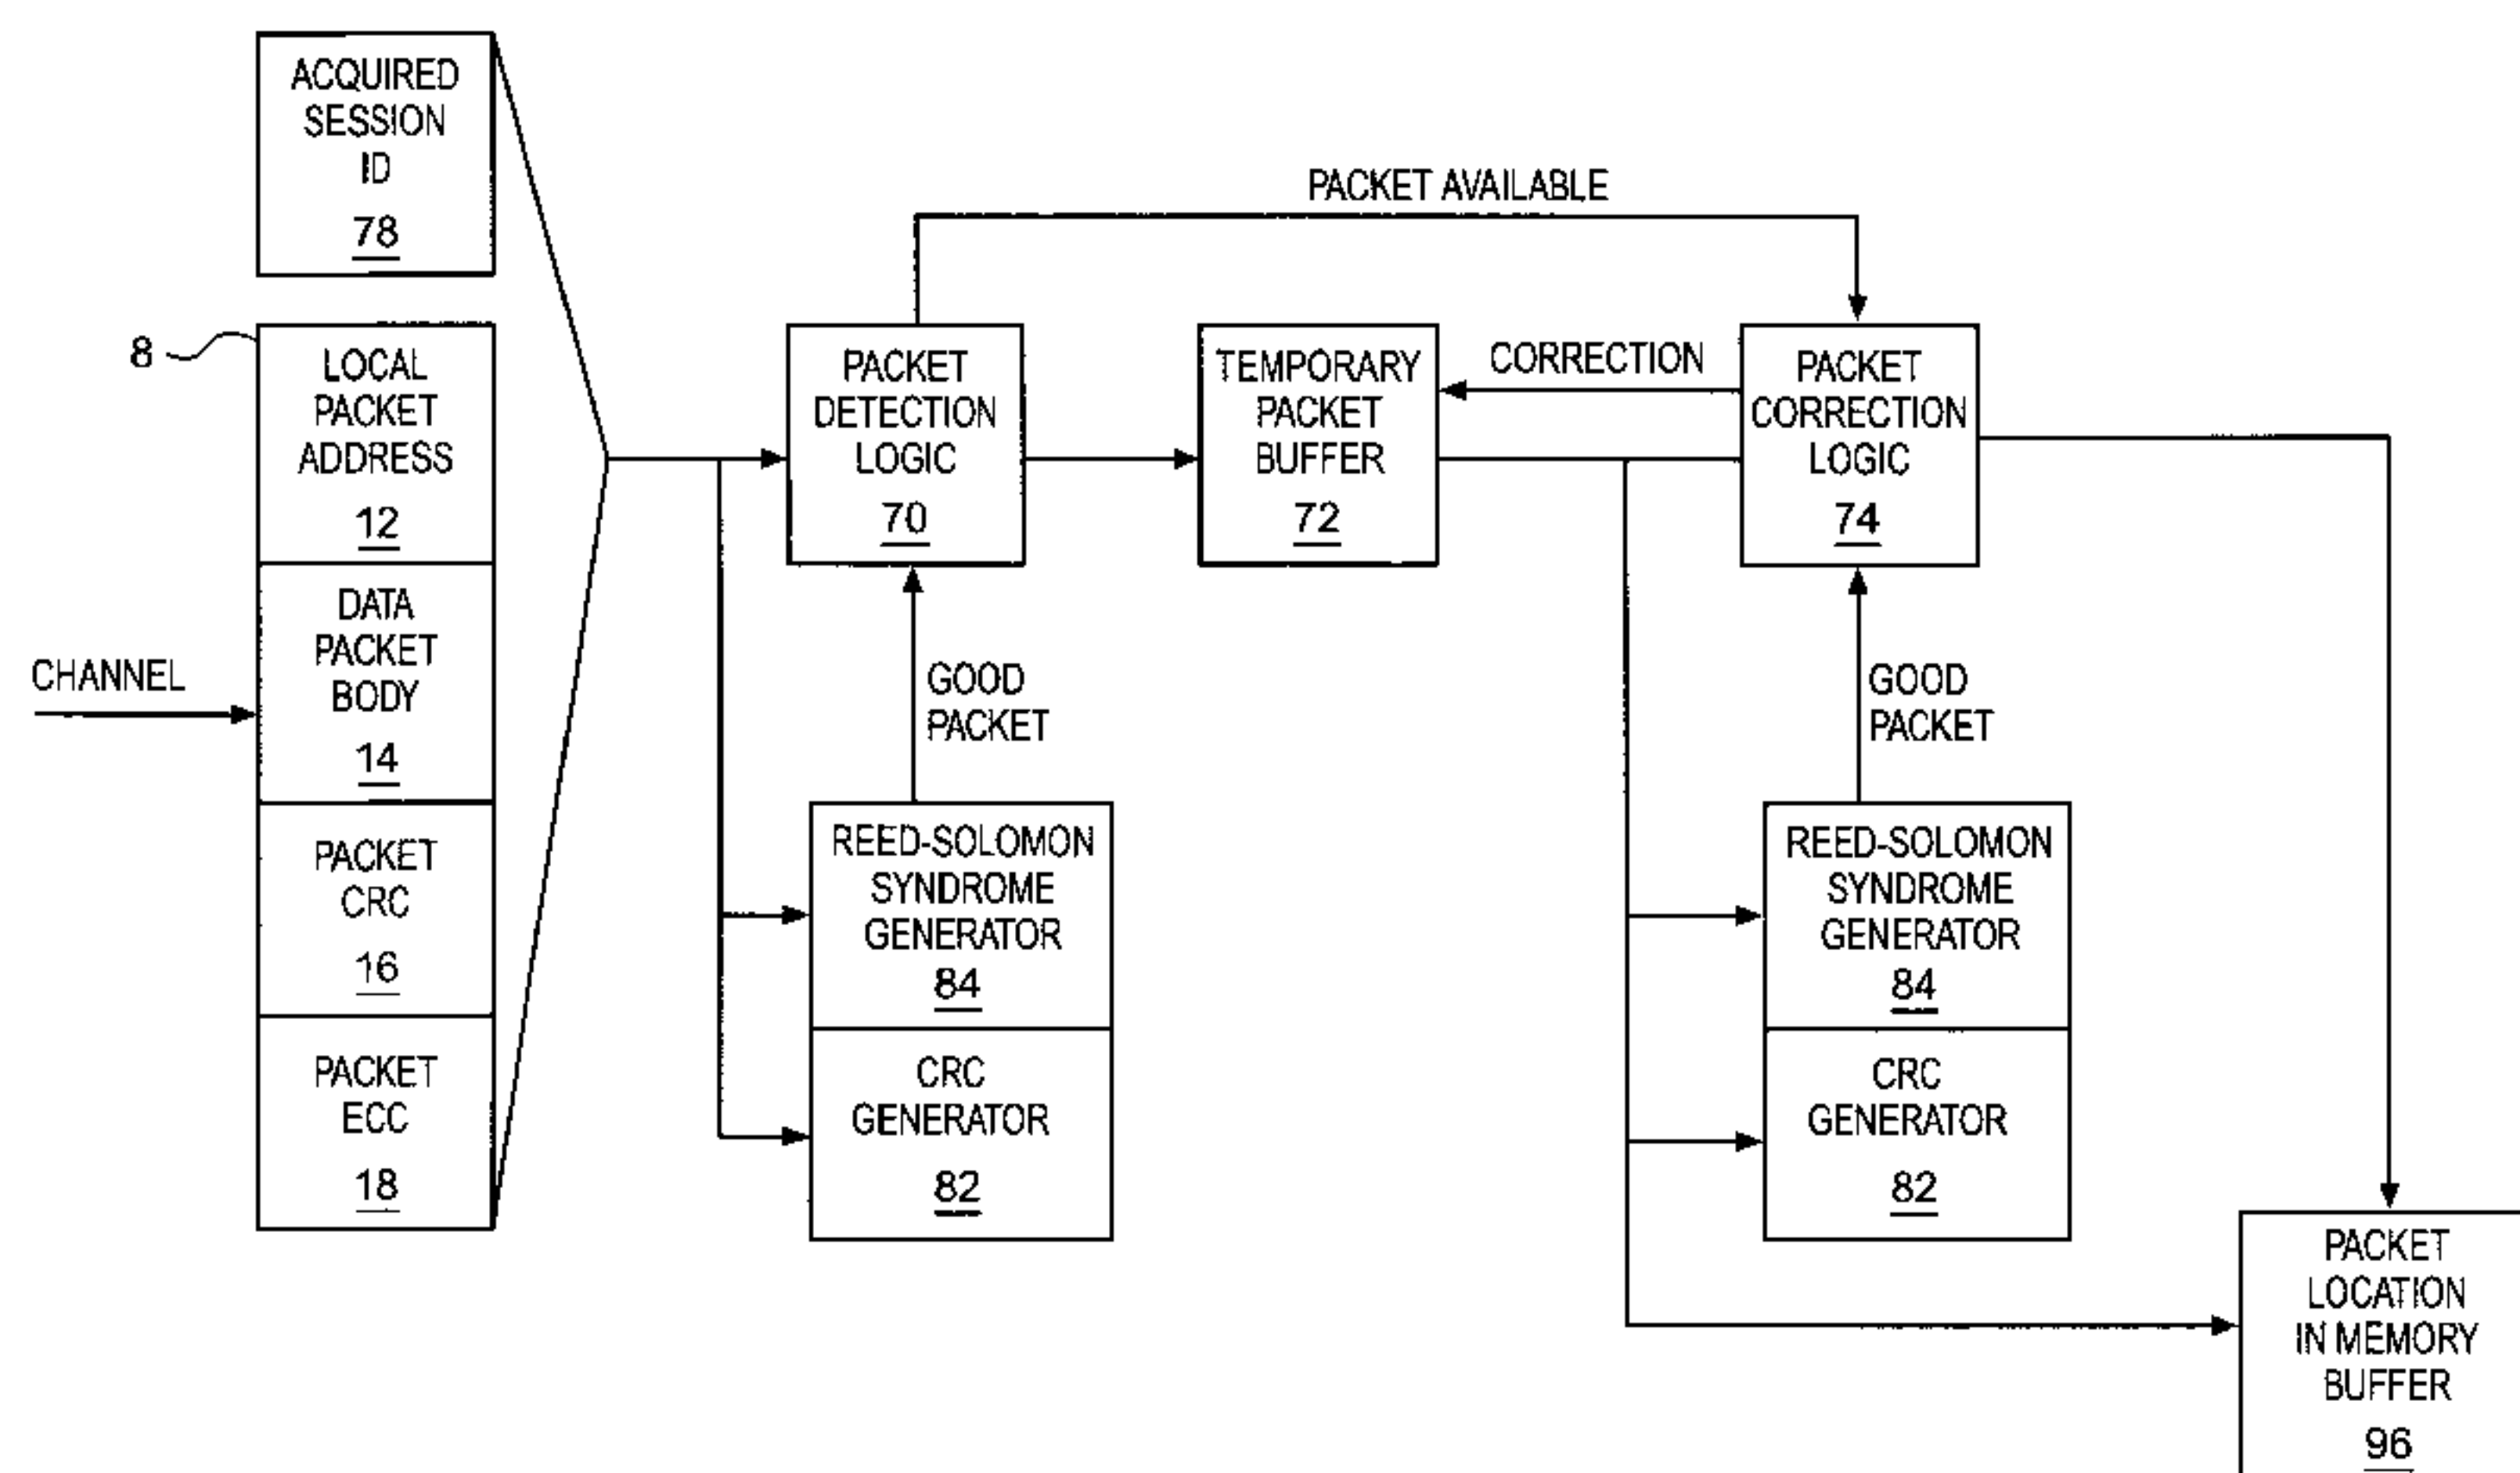 ACQUIRED
SESSION
ID
78
8
LOCAL
PACKET
ADDRESS
12
DATA
PACKET
BODY
14
PACKET
CRC
16
PACKET
ECC
18
CHANNEL
PACKET AVAILABLE
PACKET
DETECTION
LOGIC
70
TEMPORARY
PACKET
BUFFER
72
CORRECTION
PACKET
CORRECTION
LOGIC
74
GOOD
PACKET
REED-SOLOMON
SYNDROME
GENERATOR
84
CRC
GENERATOR
82
GOOD
PACKET
REED-SOLOMON
SYNDROME
GENERATOR
84
CRC
GENERATOR
82
PACKET
LOCATION
IN MEMORY
BUFFER
96